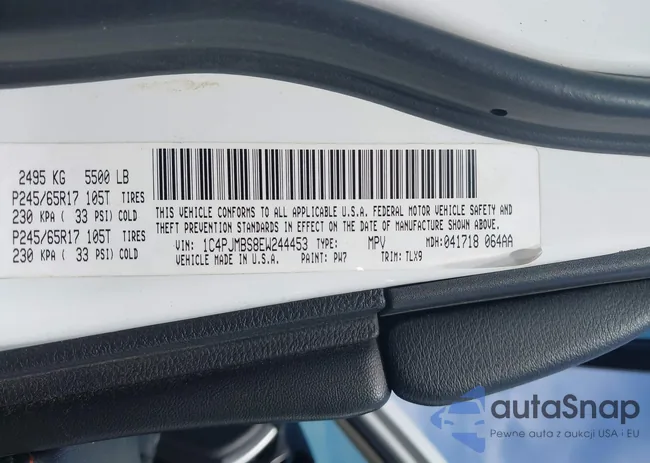 2495 KG 5500 LB
P245/65R17 105T TIRES
230 KPA ( 33 PSI) COLD
P245/65R17 105T TIRES
230 KPA ( 33 PSI) COLD
THIS VEHICLE CONFORMS TO ALL APPLICABLE U.S.A. FEDERAL MOTOR VEHICLE SAFETY AND
THEFT PREVENTION STANDARDS IN EFFECT ON THE DATE OF MANUFACTURE SHOWN ABOVE.
VIN: 1C4PJMBS8EW244453 TYPE: MPV MDH: 041718 064AA
VEHICLE MADE IN U.S.A. PAINT: PW7 TRIM: TLX9
autoSnap
Pewne auta z aukcji USA i EU